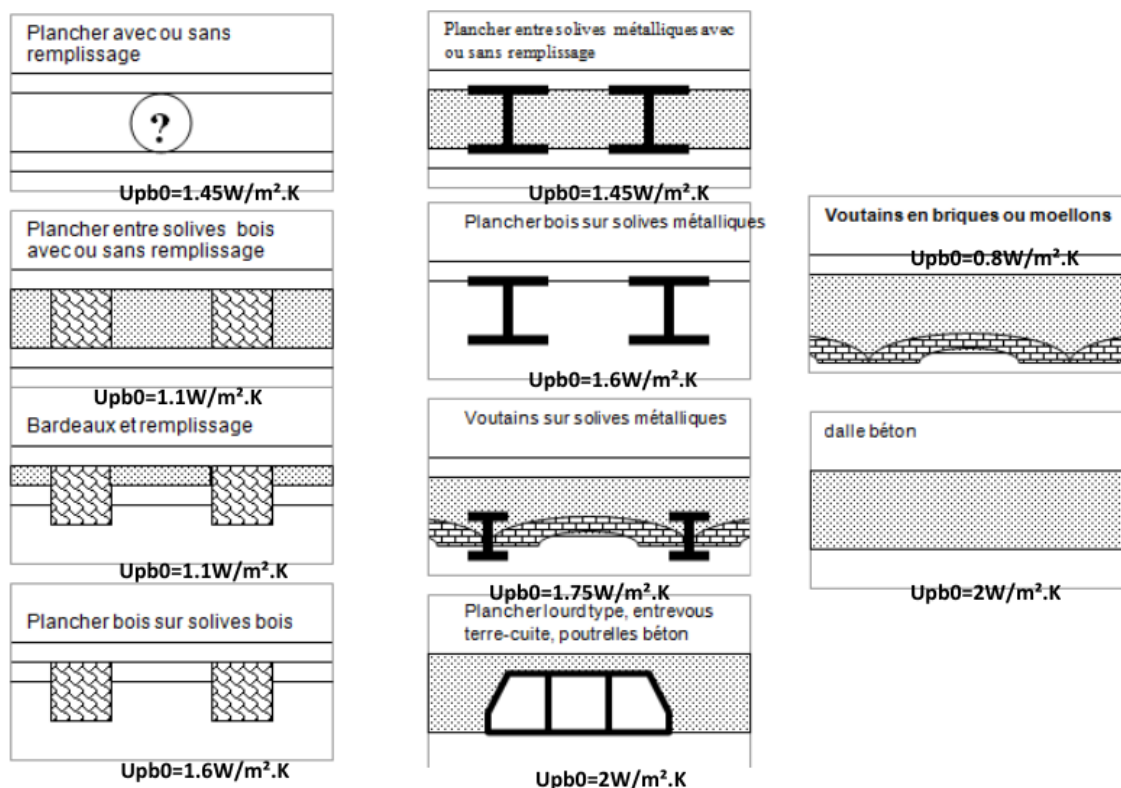 Plancher avec ou sans
remplissage
?
Upb0=1.45W/m².K
Plancher entre solives bois
avec ou sans remplissage
Upb0=1.1W/m².K
Bardeaux et remplissage
Upb0=1.1W/m².K
Plancher bois sur solives bois
Upb0=1.6W/m².K
Plancher entre solives métalliques avec
ou sans remplissage
Upb0=1.45W/m².K
Plancher bois sur solives métalliques
Upb0=1.6W/m².K
Voutains sur solives métalliques
Upb0=1.75W/m².K
Plancher lourd type, entrevous
terre-cuite, poutrelles béton
Upb0=2W/m².K
Voutains en briques ou moellons
Upb0=0.8W/m².K
dalle béton
Upb0=2W/m².K